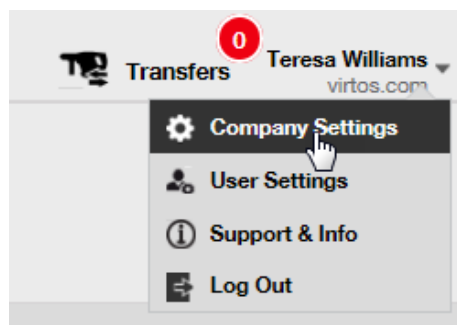 0
Transfers
Teresa Williams
virtos.com
Company Settings
User Settings
Support & Info
Log Out